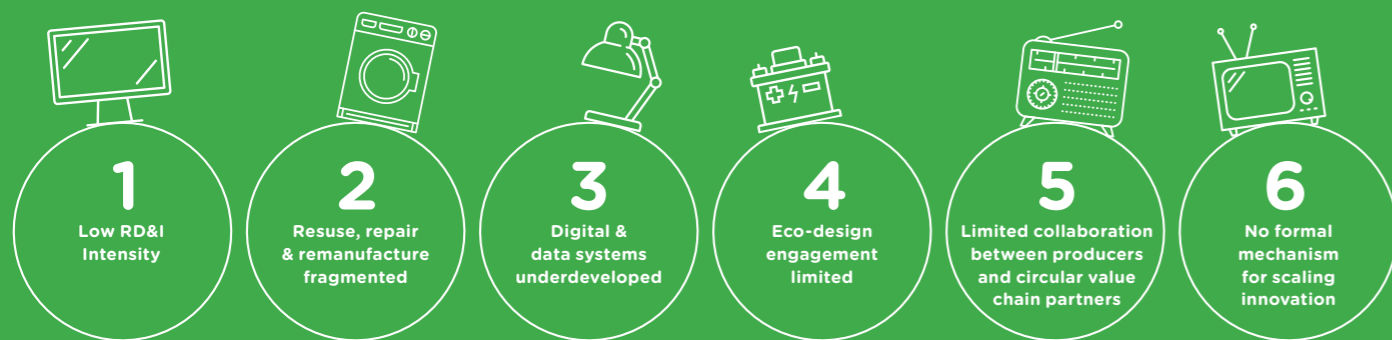 1
Low RD&I
Intensity
2
Resuse, repair
& remanufacture
fragmented
3
Digital &
data systems
underdeveloped
4
Eco-design
engagement
limited
5
Limited collaboration
between producers
and circular value
chain partners
6
No formal
mechanism
for scaling
innovation